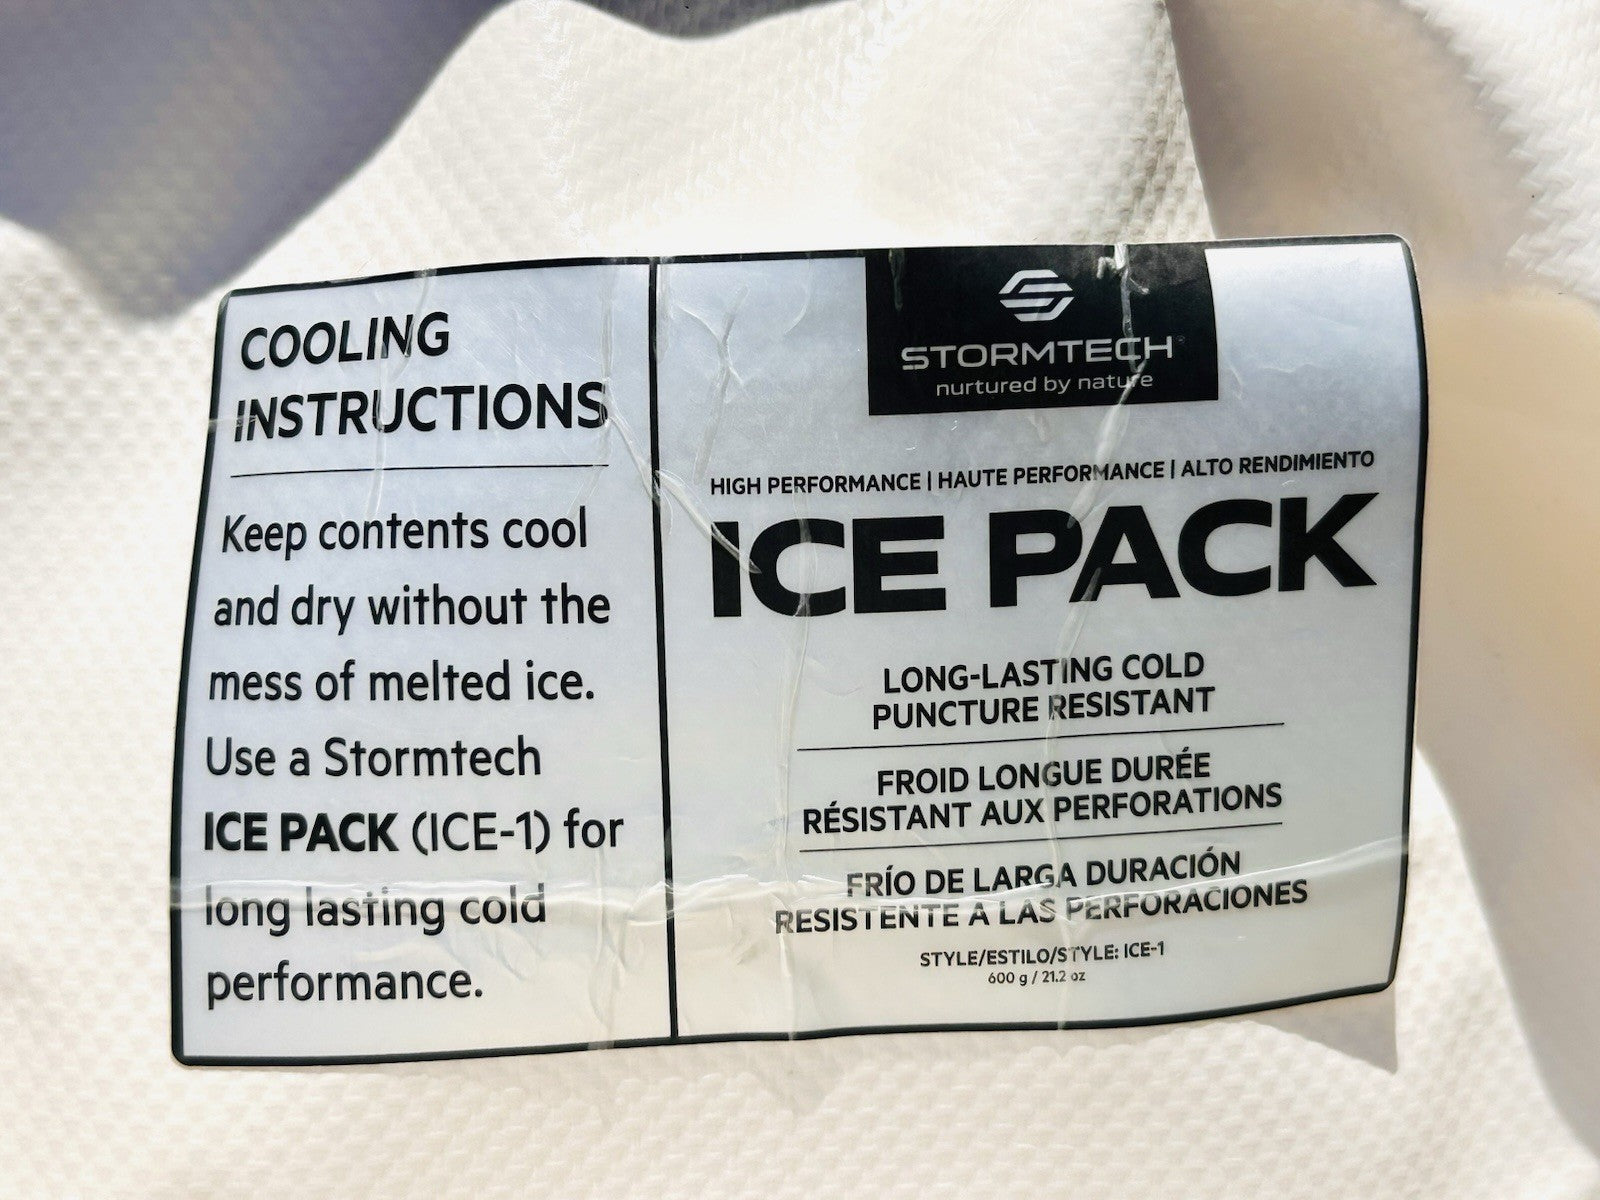 COOLING
INSTRUCTIONS
Keep contents cool
and dry without the
mess of melted ice.
Use a Stormtech
ICE PACK (ICE-1) for
long lasting cold
performance.
STORMTECH
nurtured by nature
HIGH PERFORMANCE | HAUTE PERFORMANCE | ALTO RENDIMIENTO
ICE PACK
LONG-LASTING COLD
PUNCTURE RESISTANT
FROID LONGUE DURÉE
RÉSISTANT AUX PERFORATIONS
FRÍO DE LARGA DURACIÓN
RESISTENTE A LAS PERFORACIONES
STYLE/ESTILO/STYLE: ICE-1
600 g / 21.2 oz